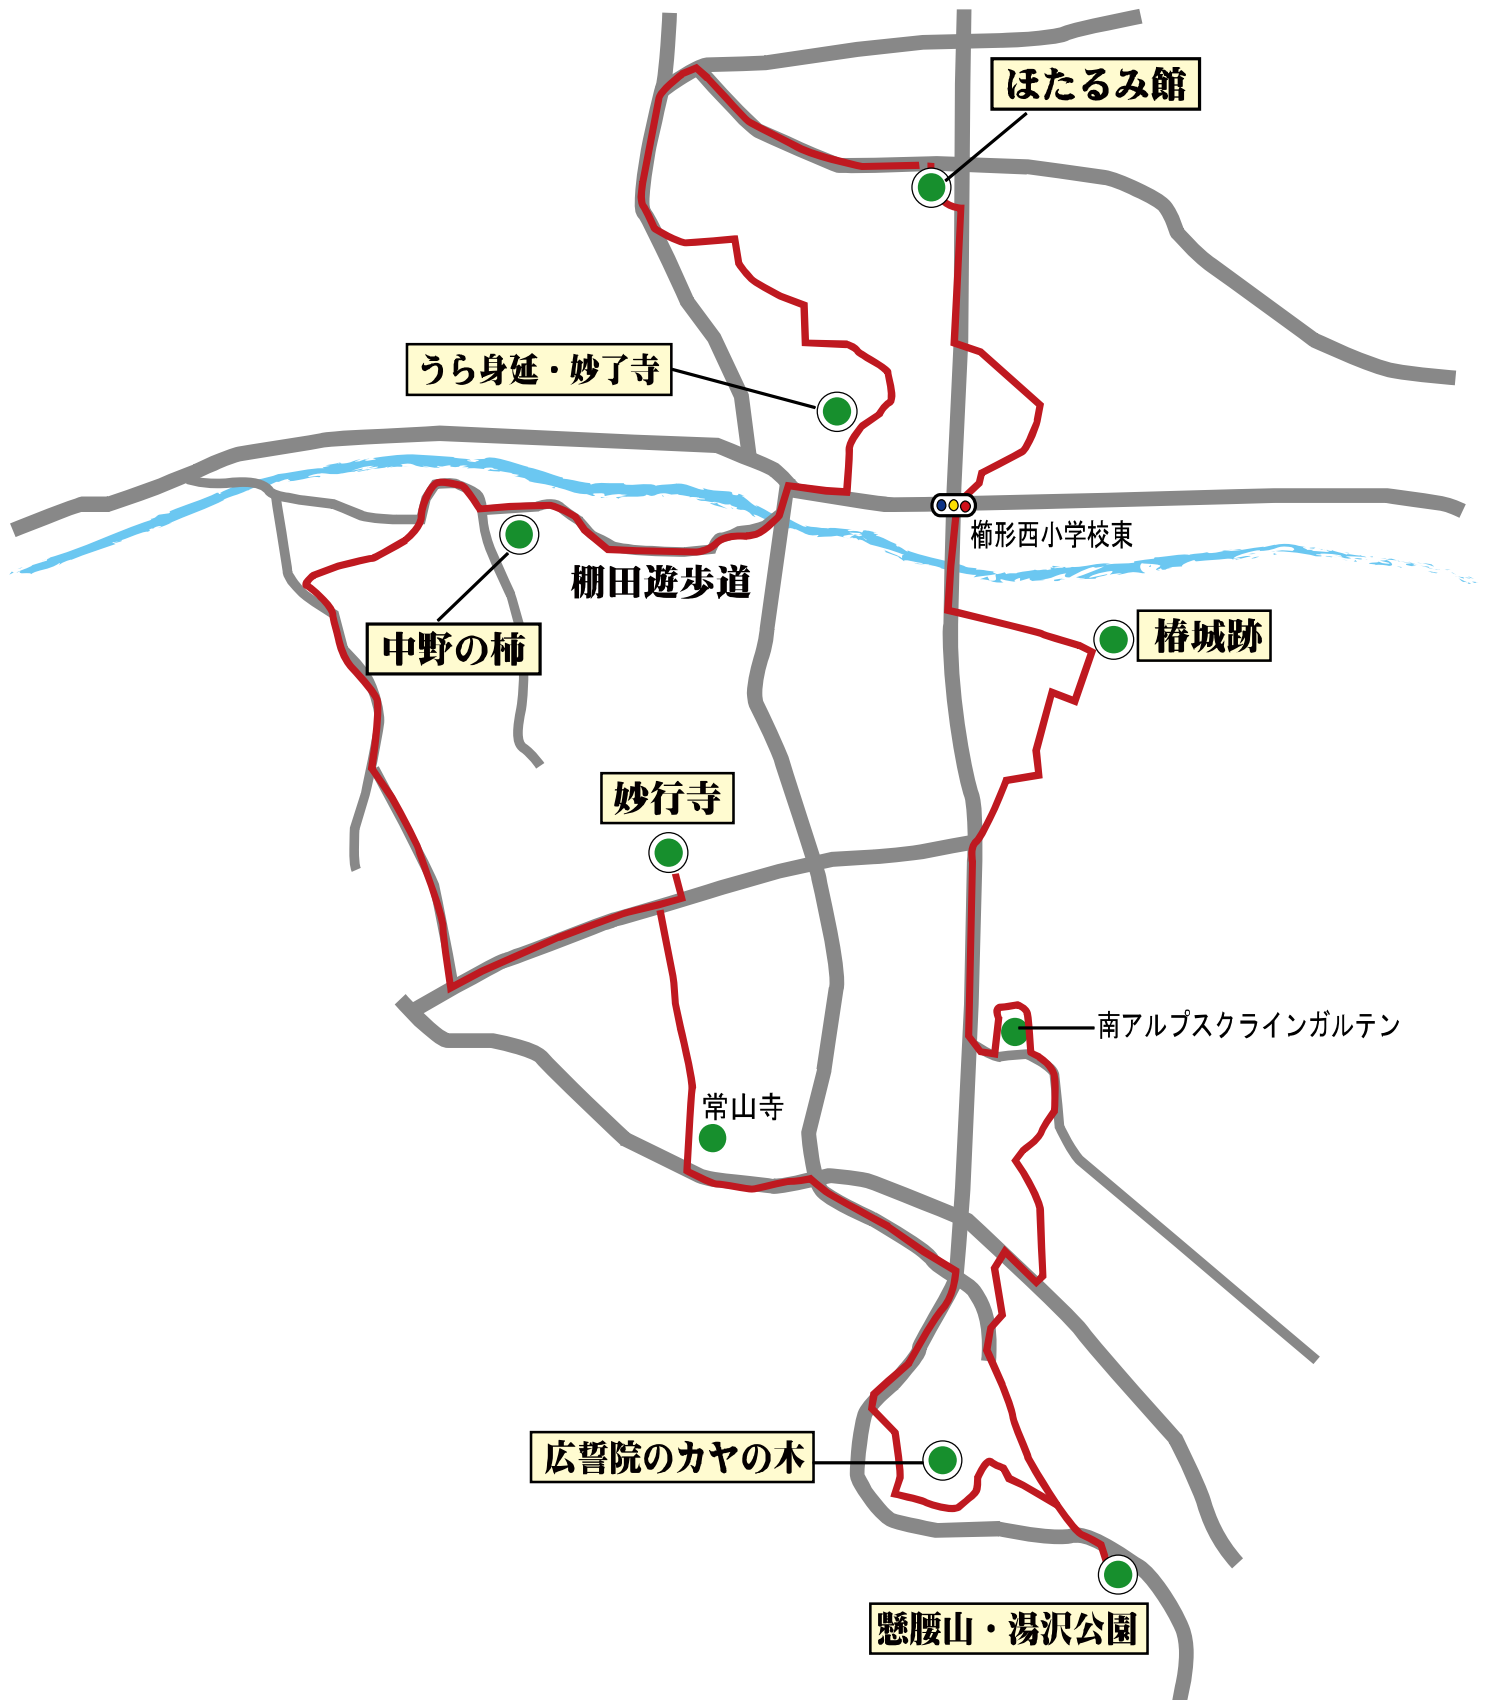 ほたるみ館
うら身延・妙了寺
櫛形西小学校東
棚田遊歩道
中野の柿
椿城跡
妙行寺
南アルプスクラインガルテン
常山寺
広誓院のカヤの木
懸腰山・湯沢公園